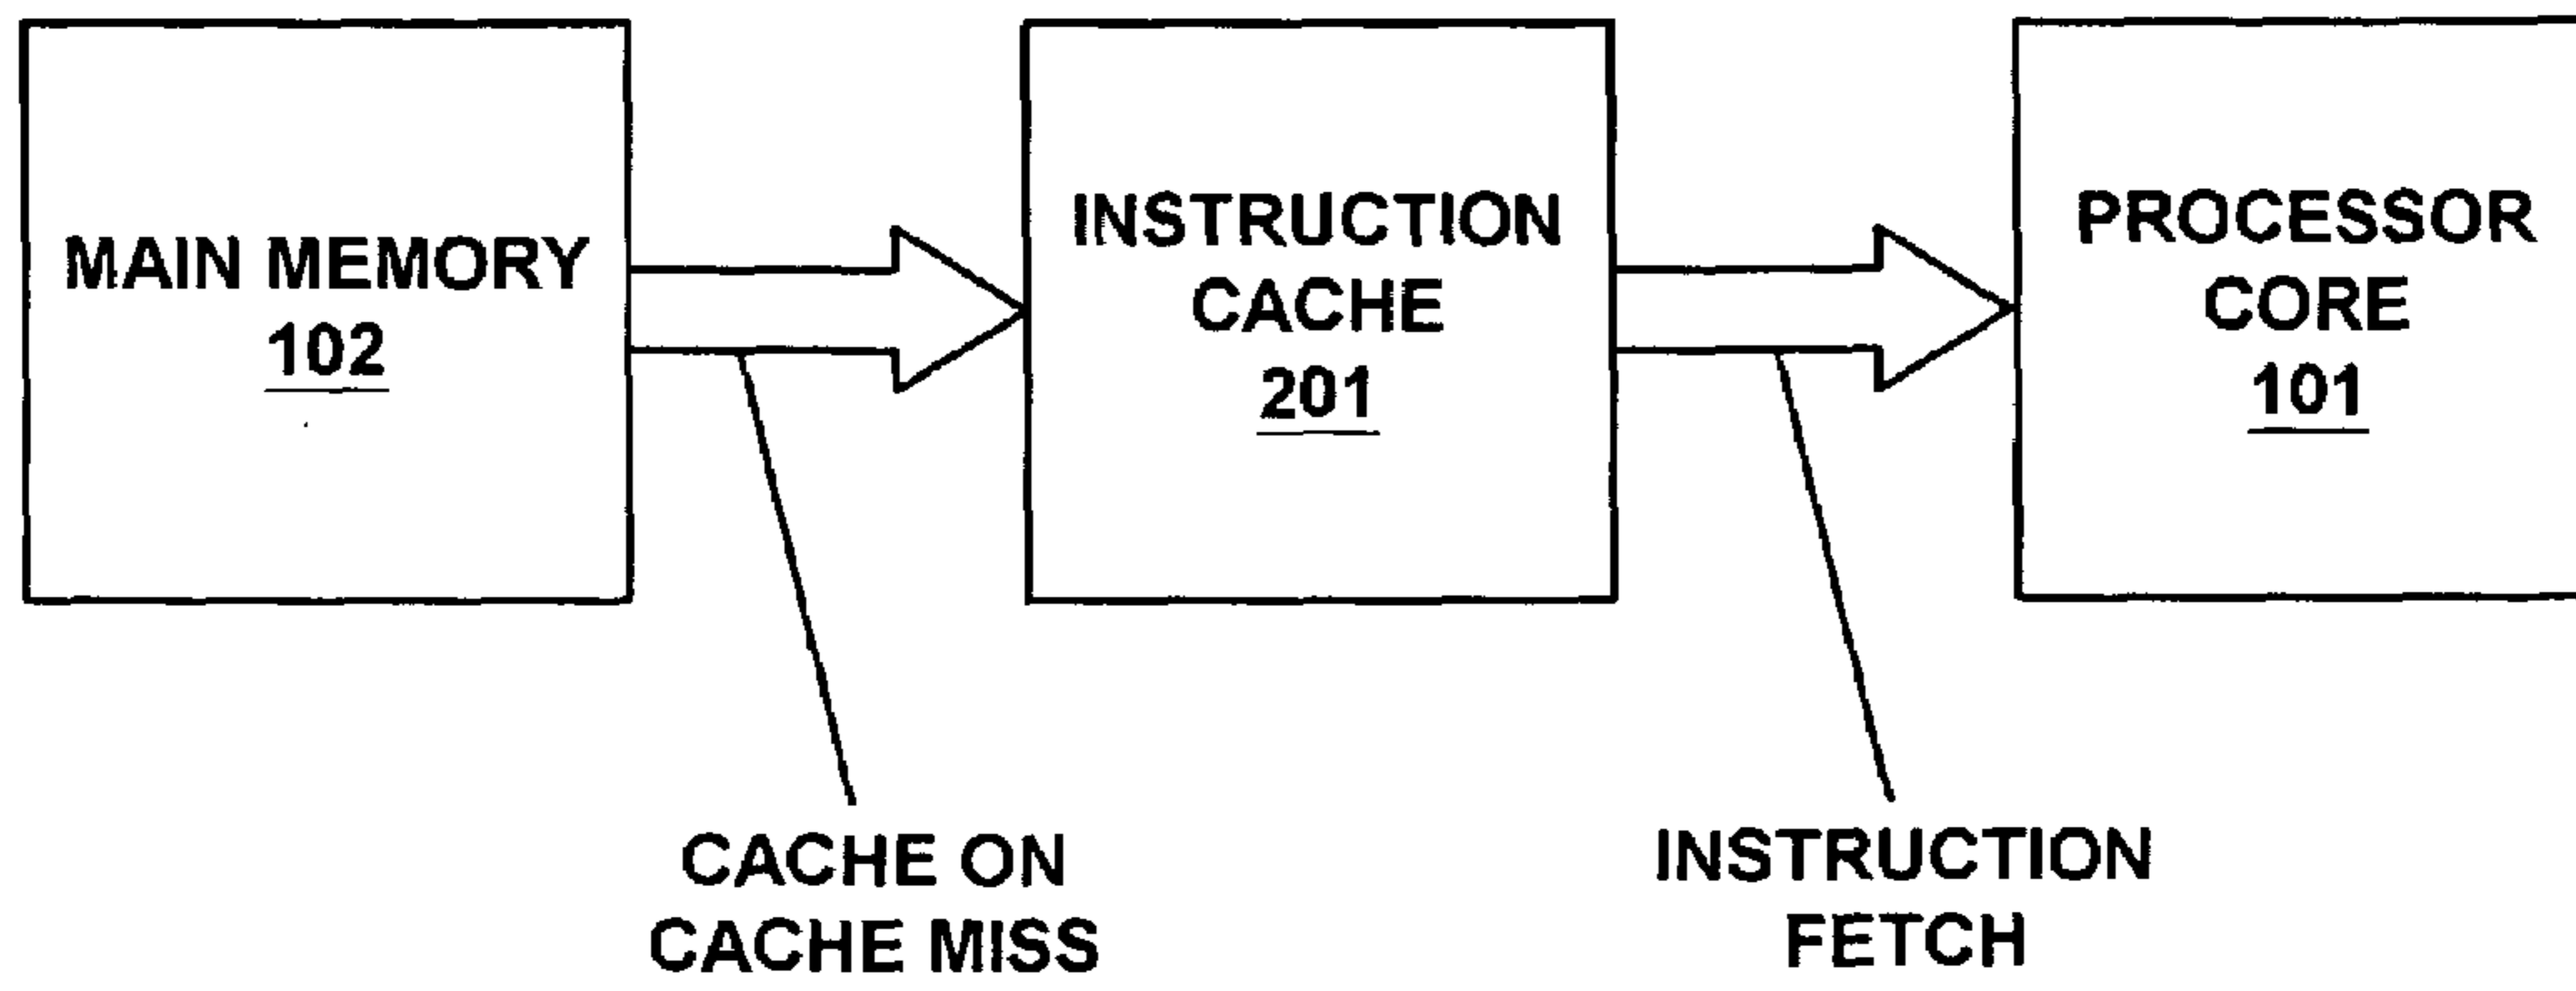 MAIN MEMORY
102
INSTRUCTION
CACHE
201
PROCESSOR
CORE
101
CACHE ON
CACHE MISS
INSTRUCTION
FETCH